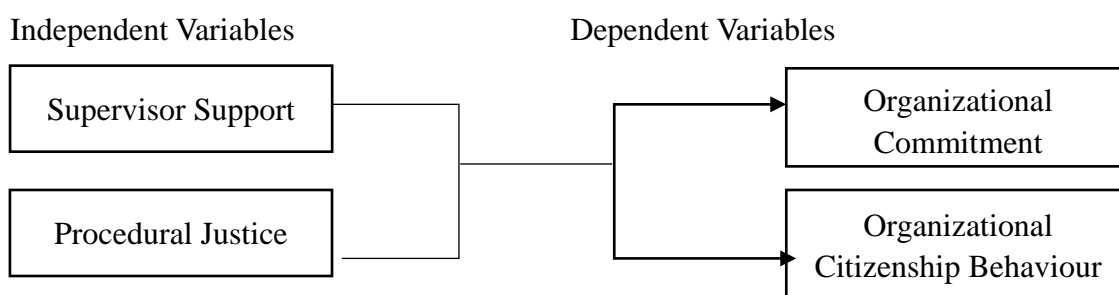 Independent Variables
Dependent Variables
Supervisor Support
Organizational
Commitment
Procedural Justice
Organizational
Citizenship Behaviour